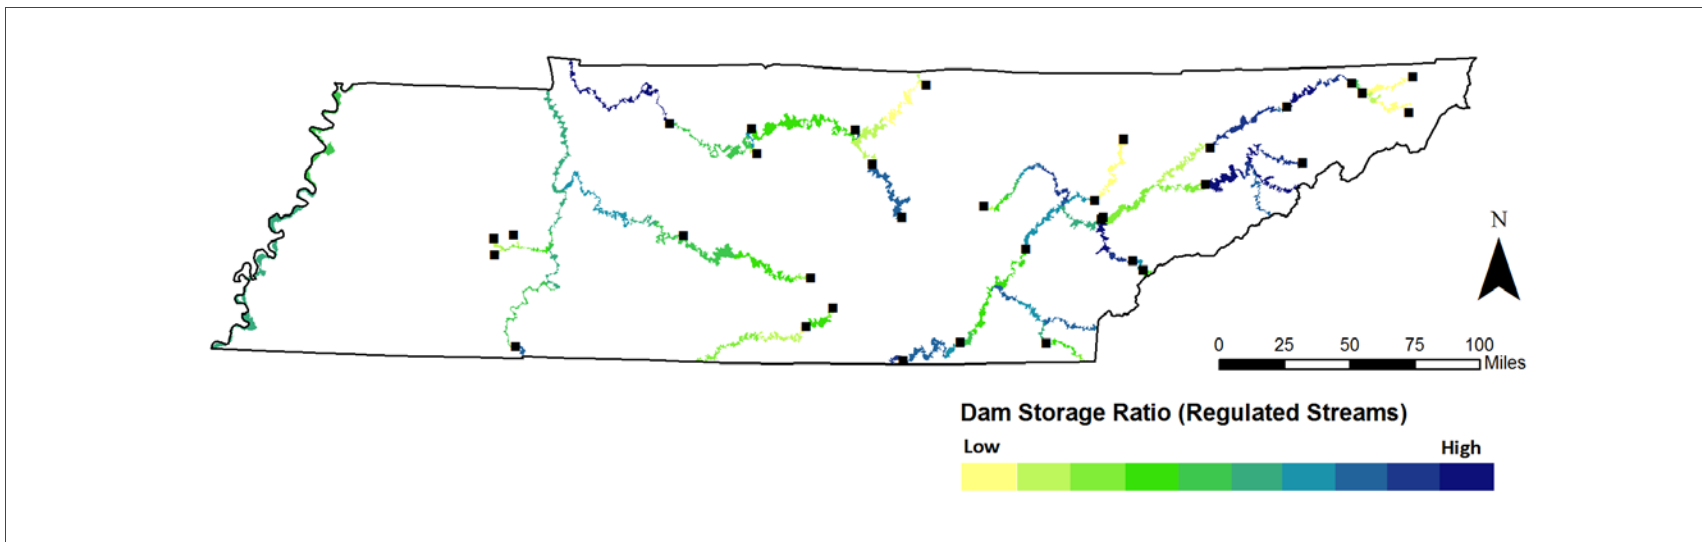 N
0 25 50 75 100
Miles
Dam Storage Ratio (Regulated Streams)
Low High